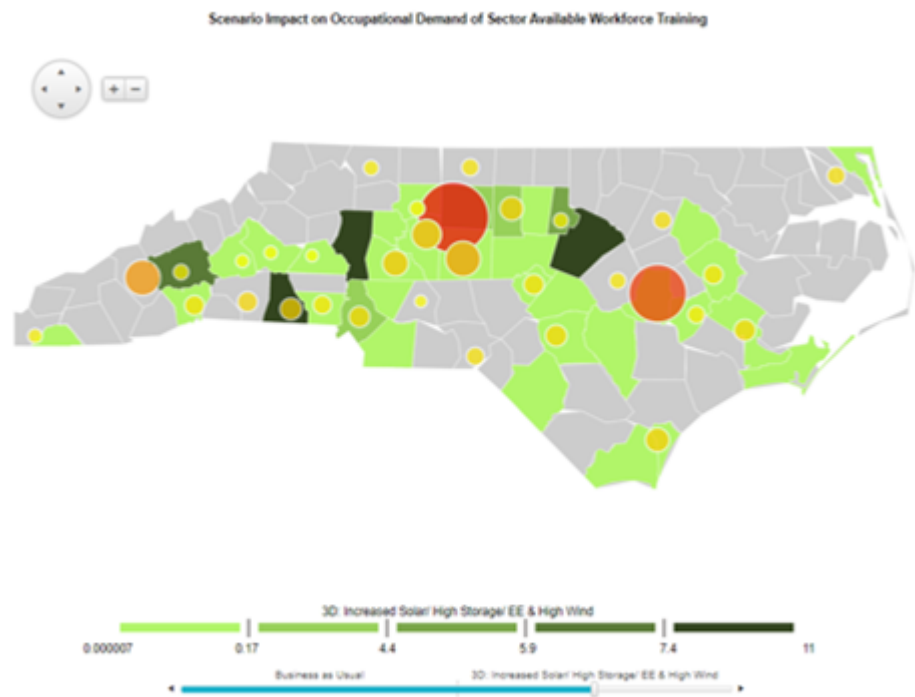 Scenario Impact on Occupational Demand of Sector Available Workforce Training
+ −
3D: Increased Solar/ High Storage/ EE & High Wind
0.000007 0.17 4.4 5.9 7.4 11
Business as Usual 3D: Increased Solar/ High Storage/ EE & High Wind